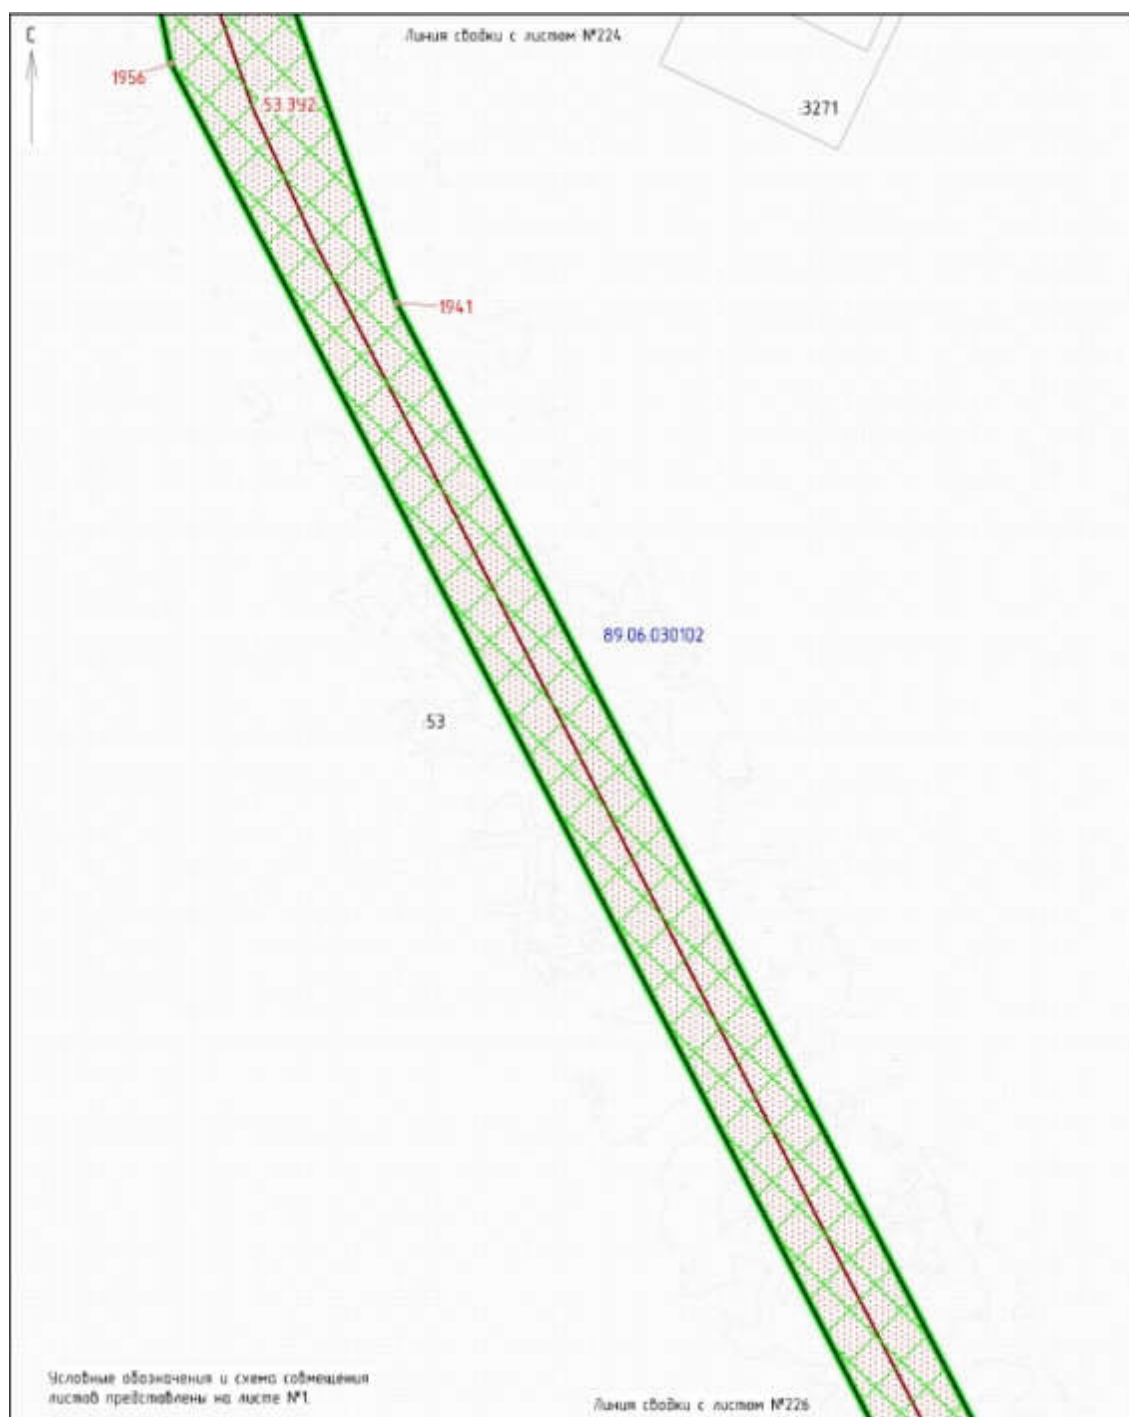 С
Линия сводки с листом №224
1956
53.392
:3271
1941
89.06.030102
:53
Условные обозначения и схема совмещения
листов представлены на листе №1.
Линия сводки с листом №226